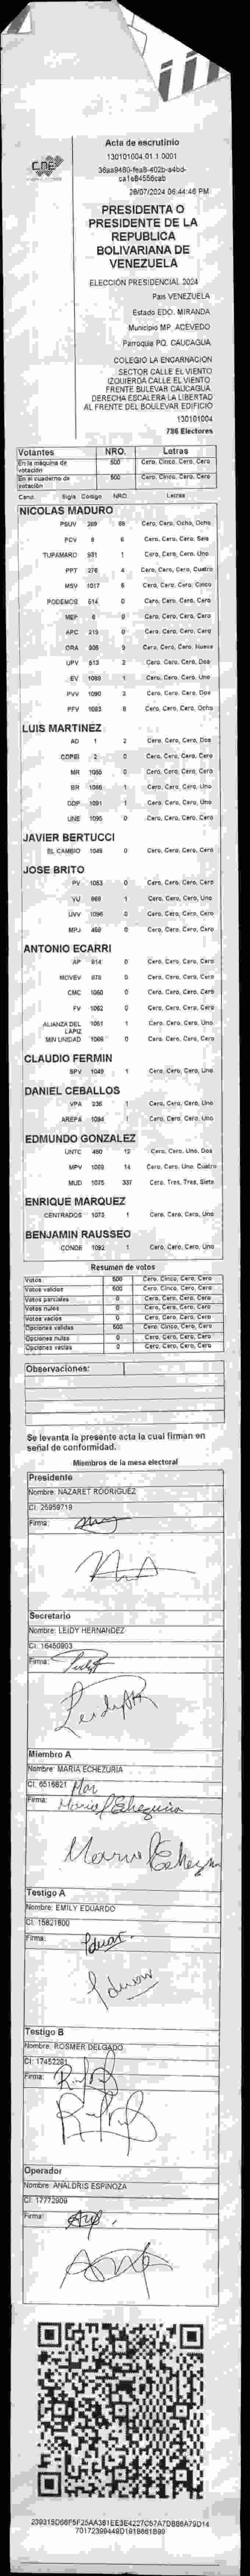 CNE
Acta de escrutinio
130101004.01.1.0001
28/07/2024 06:44:46 PM
PRESIDENTA O
PRESIDENTE DE LA
REPUBLICA
BOLIVARIANA DE
VENEZUELA
ELECCIÓN PRESIDENCIAL 2024
País VENEZUELA
Estado EDO. MIRANDA
Municipio MP. ACEVEDO
Parroquia PQ. CAUCAGUA
COLEGIO LA ENCARNACION
SECTOR CALLE EL VIENTO
IZQUIERDA CALLE EL VIENTO
FRENTE BULEVAR CAUCAGUA
DERECHA ESCALERA LA LIBERTAD
AL FRENTE DEL BOULEVAR EDIFICIO
130101004
786 Electores
Votantes NRO. Letras
En la máquina de votación 500 Cero, Cinco, Cero, Cero
En el cuaderno de votación 500 Cero, Cinco, Cero, Cero
Cand. Sigla Codigo NRO. Letras
NICOLAS MADURO
PSUV 269 88 Cero, Cero, Ocho, Ocho
PCV 8 6 Cero, Cero, Cero, Seis
TUPAMARO 931 1 Cero, Cero, Cero, Uno
PPT 276 4 Cero, Cero, Cero, Cuatro
MSV 1017 5 Cero, Cero, Cero, Cinco
PODEMOS 514 0 Cero, Cero, Cero, Cero
MEP 6 0 Cero, Cero, Cero, Cero
APC 219 0 Cero, Cero, Cero, Cero
ORA 906 9 Cero, Cero, Cero, Nueve
UPV 513 2 Cero, Cero, Cero, Dos
EV 1089 1 Cero, Cero, Cero, Uno
PVV 1090 2 Cero, Cero, Cero, Dos
PFV 1093 8 Cero, Cero, Cero, Ocho
LUIS MARTINEZ
AD 1 2 Cero, Cero, Cero, Dos
COPEI 2 0 Cero, Cero, Cero, Cero
MR 1055 0 Cero, Cero, Cero, Cero
BR 1066 1 Cero, Cero, Cero, Uno
DDP 1091 1 Cero, Cero, Cero, Uno
UNE 1095 0 Cero, Cero, Cero, Cero
JAVIER BERTUCCI
EL CAMBIO 1048 0 Cero, Cero, Cero, Cero
JOSE BRITO
PV 1053 0 Cero, Cero, Cero, Cero
VU 969 1 Cero, Cero, Cero, Uno
UVV 1096 0 Cero, Cero, Cero, Cero
MPJ 459 0 Cero, Cero, Cero, Cero
ANTONIO ECARRI
AP 914 0 Cero, Cero, Cero, Cero
MOVEV 978 0 Cero, Cero, Cero, Cero
CMC 1060 0 Cero, Cero, Cero, Cero
FV 1062 0 Cero, Cero, Cero, Cero
ALIANZA DEL LAPIZ 1051 1 Cero, Cero, Cero, Uno
MIN UNIDAD 1069 0 Cero, Cero, Cero, Cero
CLAUDIO FERMIN
SPV 1049 1 Cero, Cero, Cero, Uno
DANIEL CEBALLOS
VPA 236 1 Cero, Cero, Cero, Uno
AREPA 1094 1 Cero, Cero, Cero, Uno
EDMUNDO GONZALEZ
UNTC 480 12 Cero, Cero, Uno, Dos
MPV 1069 14 Cero, Cero, Uno, Cuatro
MUD 1075 337 Cero, Tres, Tres, Siete
ENRIQUE MARQUEZ
CENTRADOS 1073 1 Cero, Cero, Cero, Uno
BENJAMIN RAUSSEO
CONDE 1092 1 Cero, Cero, Cero, Uno
Resumen de votos
Votos 500 Cero, Cinco, Cero, Cero
Votos validos 500 Cero, Cinco, Cero, Cero
Votos parciales 0 Cero, Cero, Cero, Cero
Votos nulos 0 Cero, Cero, Cero, Cero
Votos vacios 0 Cero, Cero, Cero, Cero
Opciones validas 500 Cero, Cinco, Cero, Cero
Opciones nulas 0 Cero, Cero, Cero, Cero
Opciones vacias 0 Cero, Cero, Cero, Cero
Observaciones:
Se levanta la presente acta la cual firman en
señal de conformidad.
Miembros de la mesa electoral
Presidente
Nombre: NAZARET RODRIGUEZ
CI: 25959719
Firma:
Secretario
Nombre: LEIDY HERNANDEZ
CI: 16450903
Firma:
Miembro A
Nombre: MARIA ECHEZURIA
CI: 6516821
Firma: Maria Echezuria
Testigo A
Nombre: EMILY EDUARDO
CI: 15821800
Firma:
Testigo B
Nombre: ROSMER DELGADO
CI: 17452291
Firma:
Operador
Nombre: ANALDRIS ESPINOZA
CI: 17772909
Firma: